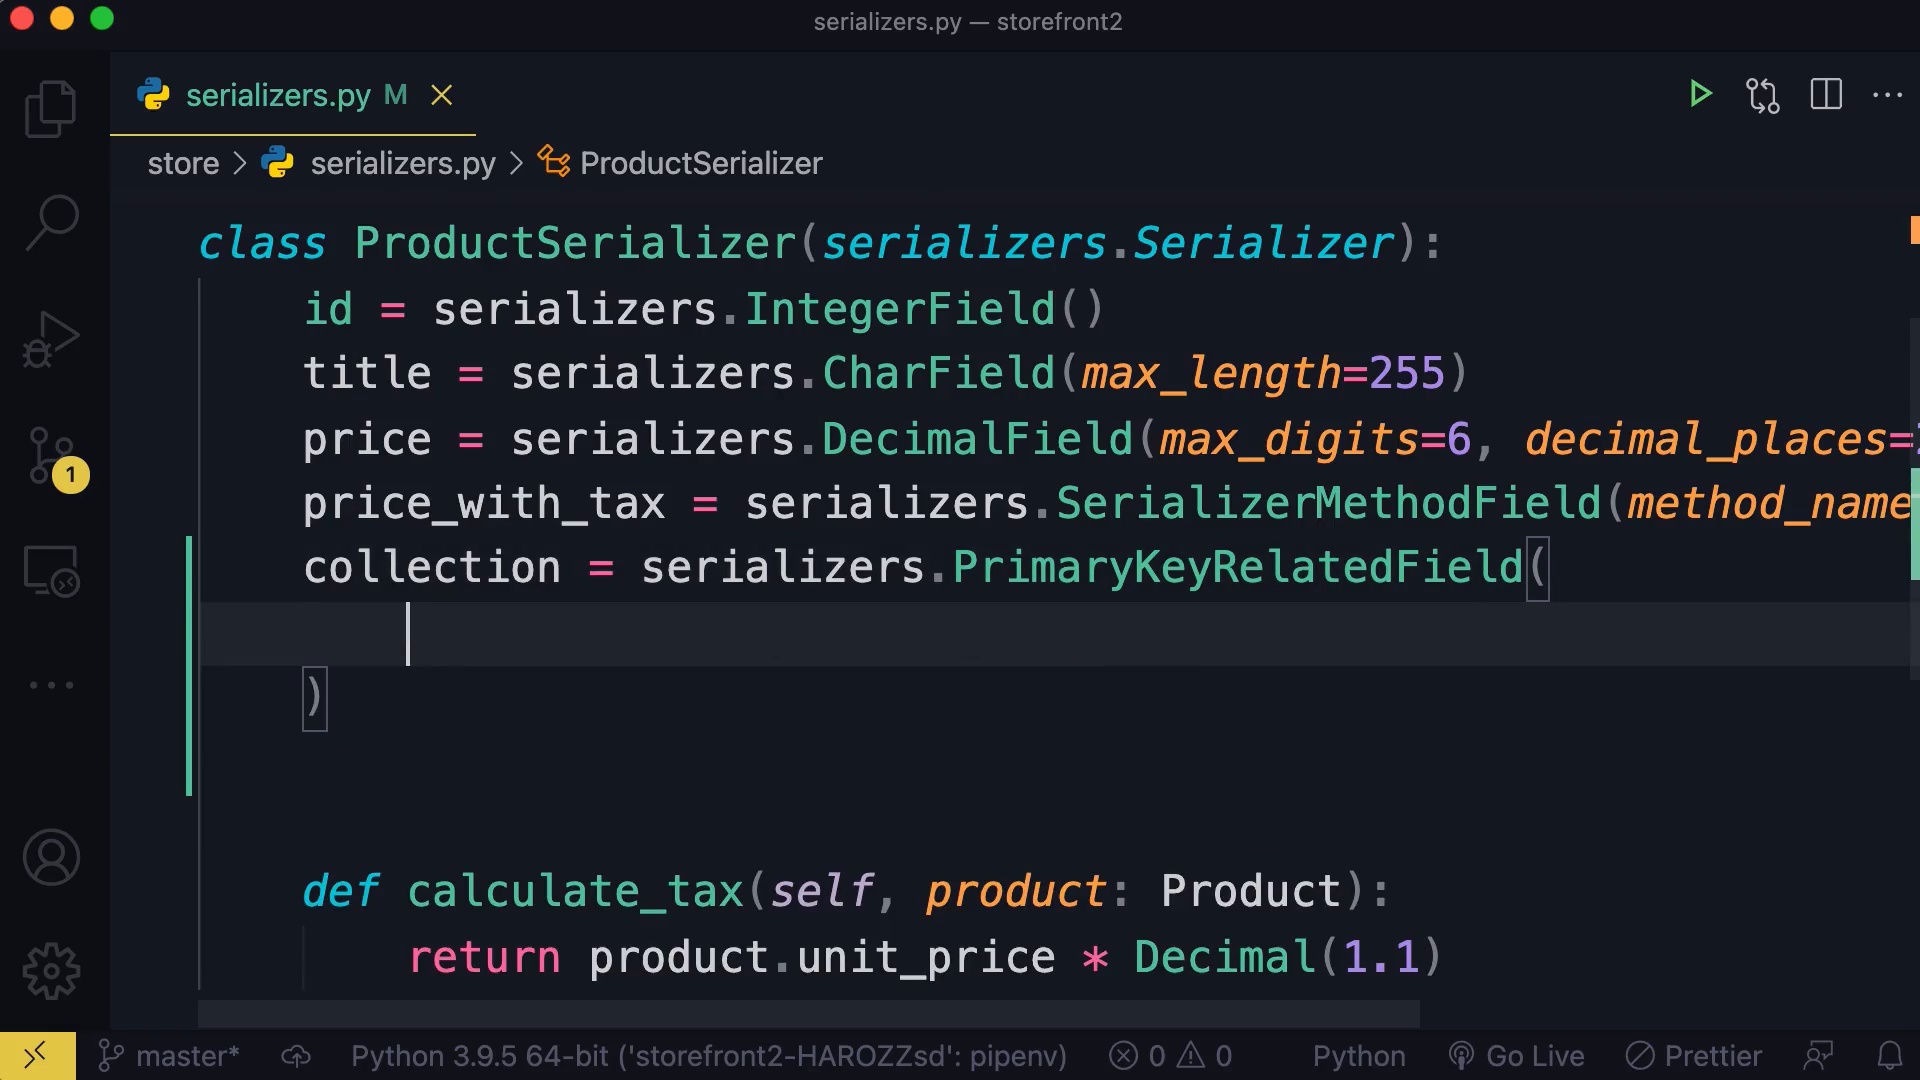 serializers.py — storefront2
serializers.py M
store > serializers.py > ProductSerializer
class ProductSerializer(serializers.Serializer):
id = serializers.IntegerField()
title = serializers.CharField(max_length=255)
price = serializers.DecimalField(max_digits=6, decimal_places=
price_with_tax = serializers.SerializerMethodField(method_name
collection = serializers.PrimaryKeyRelatedField(
)
1
def calculate_tax(self, product: Product):
return product.unit_price * Decimal(1.1)
master* Python 3.9.5 64-bit ('storefront2-HAROZZsd': pipenv) 0 0 Python Go Live Prettier